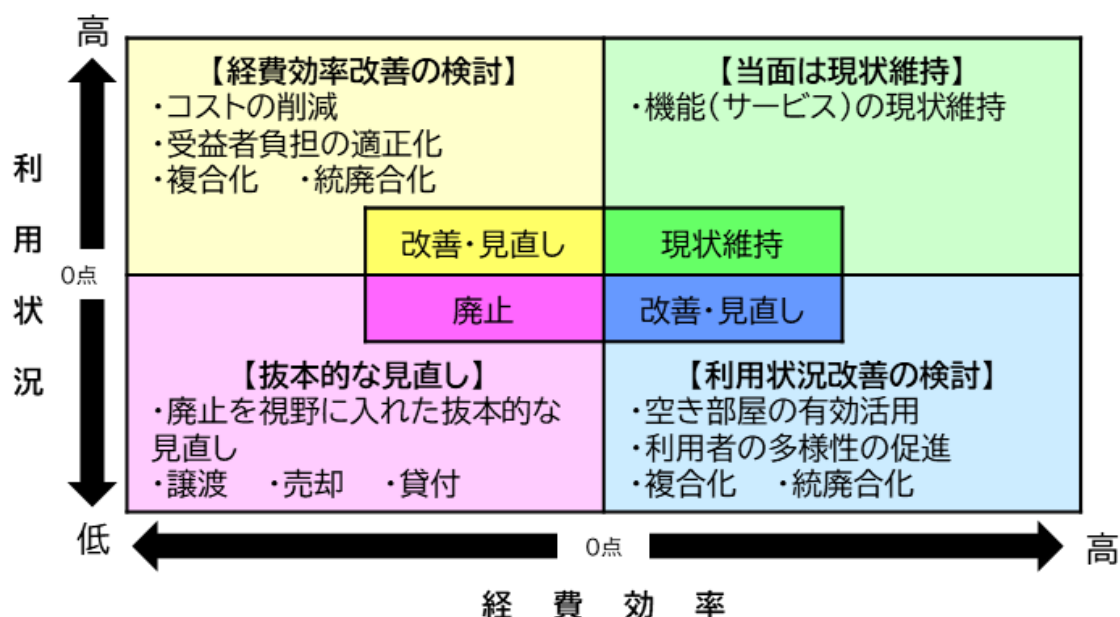 高
【経費効率改善の検討】
・コストの削減
・受益者負担の適正化
・複合化　・統廃合化
【当面は現状維持】
・機能(サービス)の現状維持
利用状況
0点
改善・見直し
現状維持
廃止
改善・見直し
【抜本的な見直し】
・廃止を視野に入れた抜本的な
見直し
・譲渡　・売却　・貸付
【利用状況改善の検討】
・空き部屋の有効活用
・利用者の多様性の促進
・複合化　・統廃合化
低
0点
高
経費効率